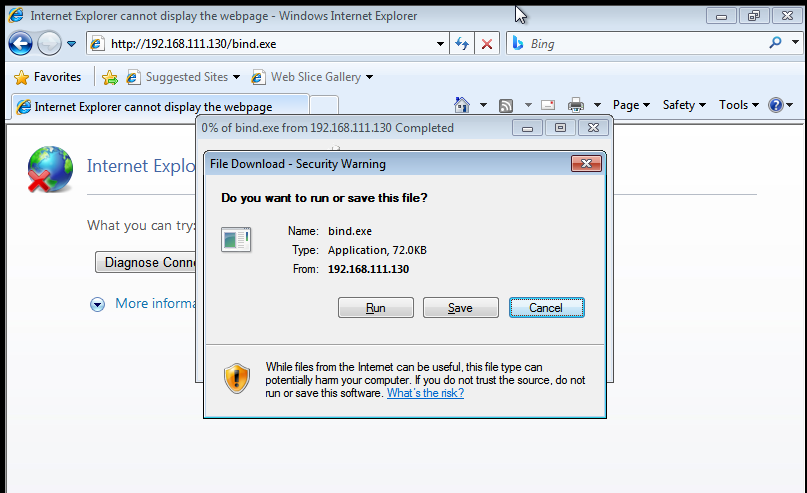 Internet Explorer cannot display the webpage - Windows Internet Explorer
http://192.168.111.130/bind.exe
Bing
Favorites
Suggested Sites
Web Slice Gallery
Internet Explorer cannot display the webpage
Page
Safety
Tools
0% of bind.exe from 192.168.111.130 Completed
File Download - Security Warning
Internet Explo
Do you want to run or save this file?
What you can try:
Name: bind.exe
Type: Application, 72.0KB
From: 192.168.111.130
Diagnose Conn
More informa
Run
Save
Cancel
While files from the Internet can be useful, this file type can
potentially harm your computer. If you do not trust the source, do not
run or save this software. What's the risk?